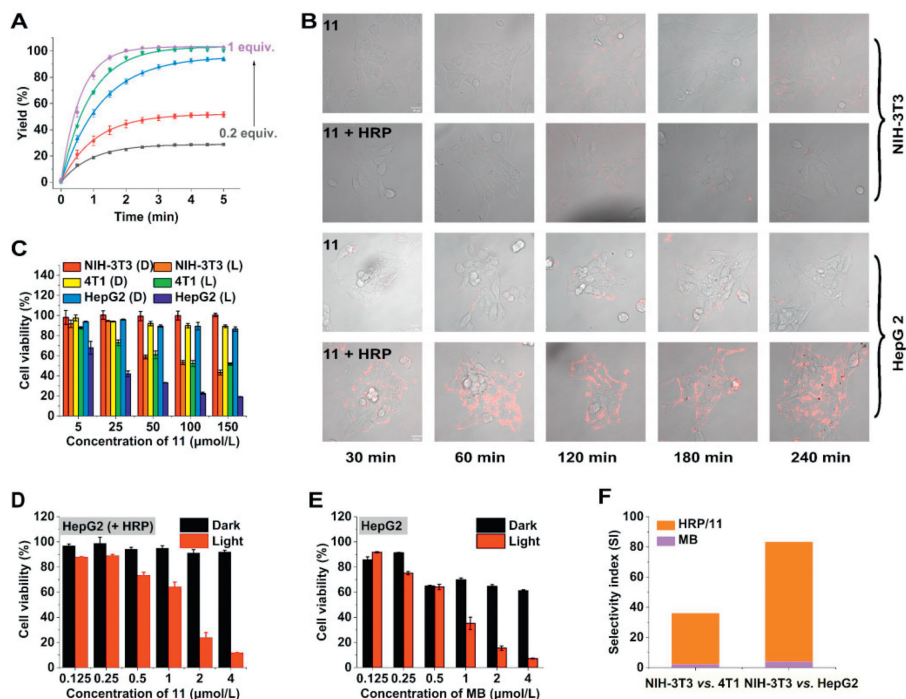 A
100
80
60
40
20
0
Yield (%)
1 equiv.
0.2 equiv.
0 1 2 3 4 5
Time (min)
B
11
11 + HRP
NIH-3T3
11
11 + HRP
HepG 2
30 min 60 min 120 min 180 min 240 min
C
NIH-3T3 (D) NIH-3T3 (L)
4T1 (D) 4T1 (L)
HepG2 (D) HepG2 (L)
140
120
100
80
60
40
20
0
Cell viability (%)
5 25 50 100 150
Concentration of 11 (μmol/L)
D
HepG2 (+ HRP)
Dark
Light
120
100
80
60
40
20
0
Cell viability (%)
0.125 0.25 0.5 1 2 4
Concentration of 11 (μmol/L)
E
HepG2
Dark
Light
120
100
80
60
40
20
0
Cell viability (%)
0.125 0.25 0.5 1 2 4
Concentration of MB (μmol/L)
F
HRP/11
MB
100
80
60
40
20
0
Selectivity index (SI)
NIH-3T3 vs. 4T1 NIH-3T3 vs. HepG2